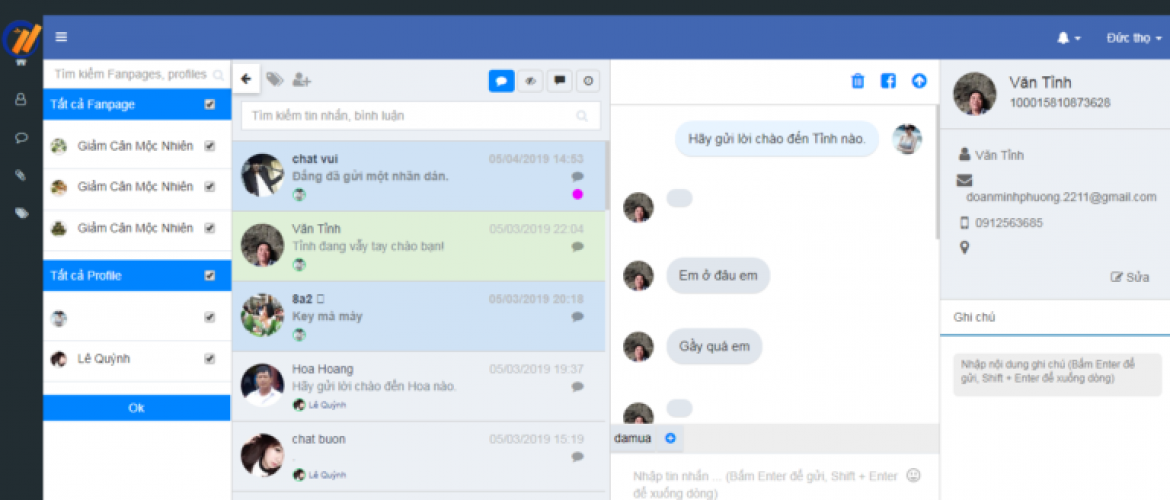 Đức thọ
Tìm kiếm Fanpages, profiles
Tất cả Fanpage
Giảm Cân Mộc Nhiên
Giảm Cân Mộc Nhiên
Giảm Cân Mộc Nhiên
Tất cả Profile
Lê Quỳnh
Ok
Tìm kiếm tin nhắn, bình luận
chat vui 05/04/2019 14:53
Đảng đã gửi một nhãn dán.
Văn Tỉnh 05/03/2019 22:04
Tỉnh đang vẫy tay chào bạn!
8a2 05/03/2019 20:18
Key má mày
Hoa Hoang 05/03/2019 19:37
Hãy gửi lời chào đến Hoa nào.
Lê Quỳnh
chat buon 05/03/2019 15:19
.
Lê Quỳnh
Hãy gửi lời chào đến Tỉnh nào.
Em ở đâu em
Gầy quá em
damua
Nhập tin nhắn ... (Bấm Enter để gửi, Shift + Enter
để xuống dòng)
Văn Tỉnh
100015810873628
Văn Tỉnh
doanminhphuong.2211@gmail.com
0912563685
Sửa
Ghi chú
Nhập nội dung ghi chú (Bấm Enter để
gửi, Shift + Enter để xuống dòng)